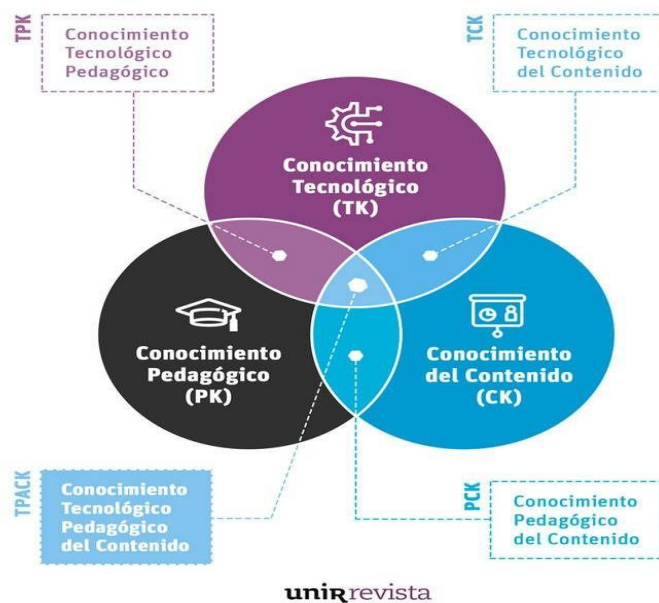 TPK
Conocimiento
Tecnológico
Pedagógico
TCK
Conocimiento
Tecnológico
del Contenido
Conocimiento
Tecnológico
(TK)
Conocimiento
Pedagógico
(PK)
Conocimiento
del Contenido
(CK)
TPACK
Conocimiento
Tecnológico
Pedagógico
del Contenido
PCK
Conocimiento
Pedagógico
del Contenido
unirrevista